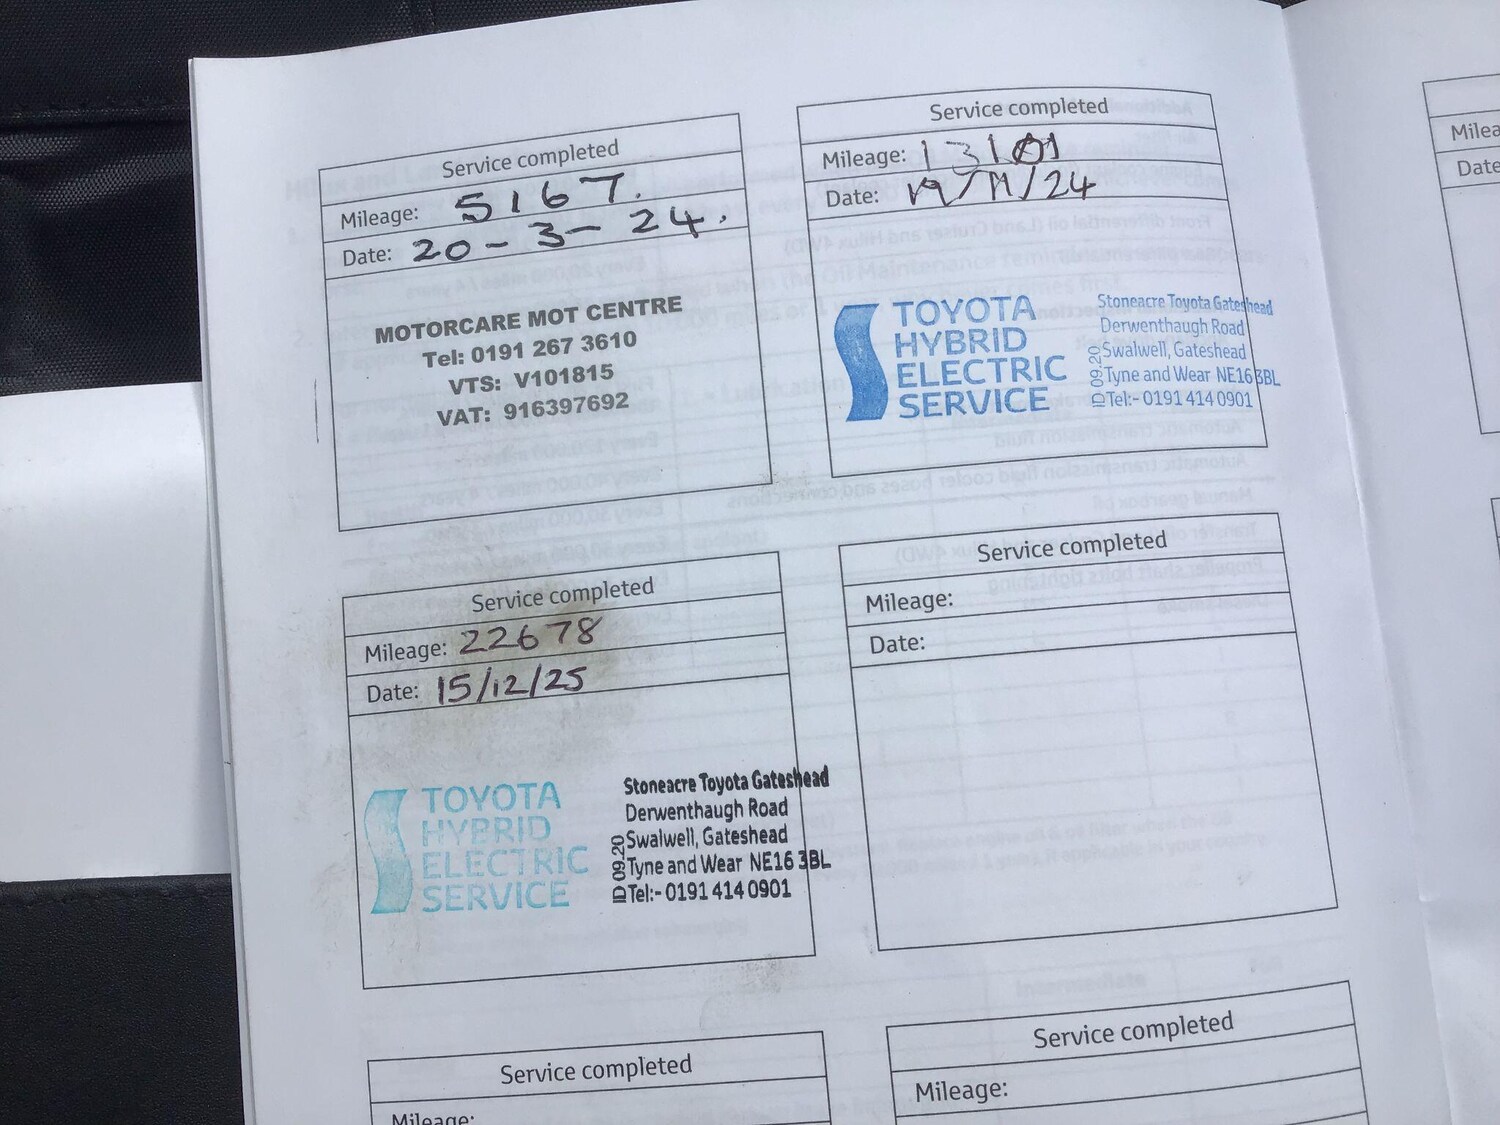 Service completed
Mileage: 5167.
Date: 20-3-24.
MOTORCARE MOT CENTRE
Tel: 0191 267 3610
VTS: V101815
VAT: 916397692
Service completed
Mileage: 13101
Date: /24
TOYOTA
HYBRID
ELECTRIC
SERVICE
Stoneacre Toyota Gateshead
Derwenthaugh Road
Swalwell, Gateshead
Tyne and Wear NE16 3BL
Tel:- 0191 414 0901
ID 09.20
Service completed
Mileage: 22678
Date: 15/12/25
TOYOTA
HYBRID
ELECTRIC
SERVICE
Stoneacre Toyota Gateshead
Derwenthaugh Road
Swalwell, Gateshead
Tyne and Wear NE16 3BL
Tel:- 0191 414 0901
ID 09.20
Service completed
Mileage:
Date:
Service completed
Mileage:
Service completed
Mileage:
Milea
Date